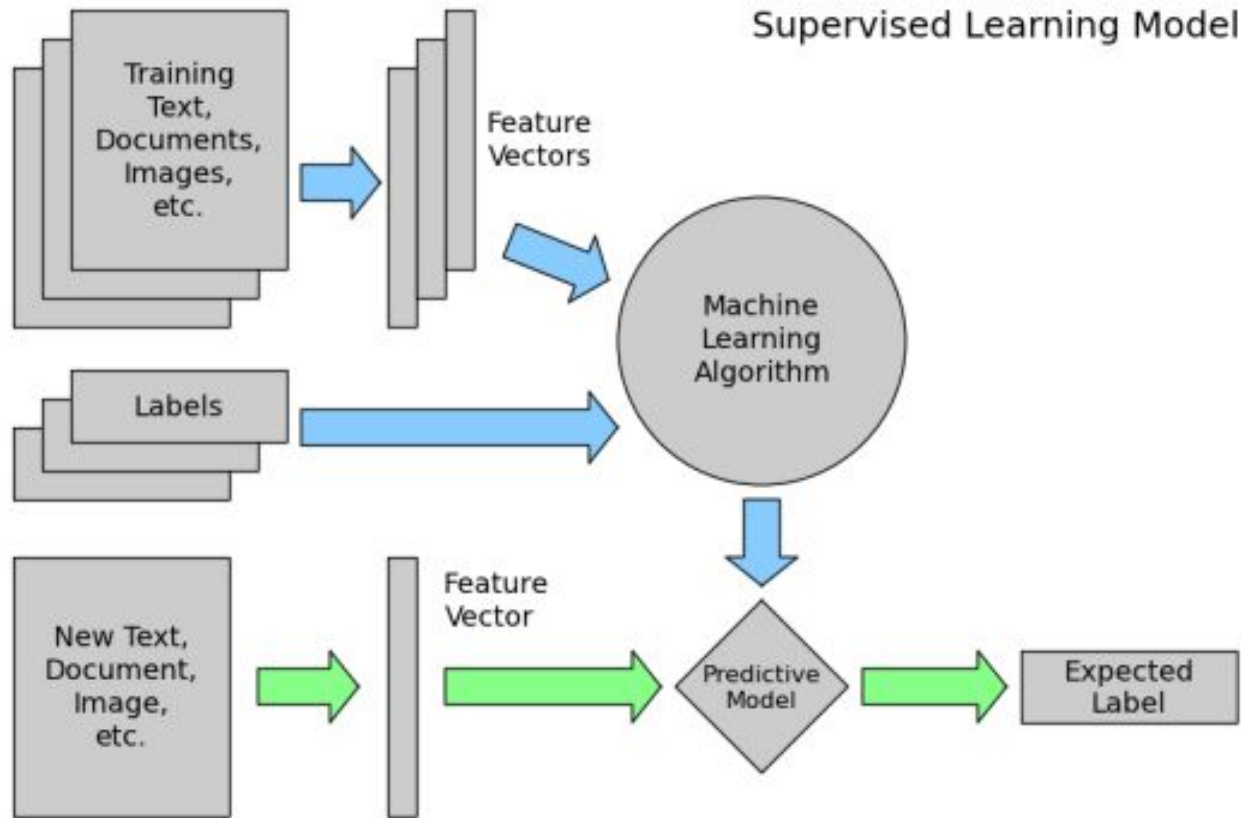 Supervised Learning Model
Training
Text,
Documents,
Images,
etc.
Feature
Vectors
Machine
Learning
Algorithm
Labels
New Text,
Document,
Image,
etc.
Feature
Vector
Predictive
Model
Expected
Label